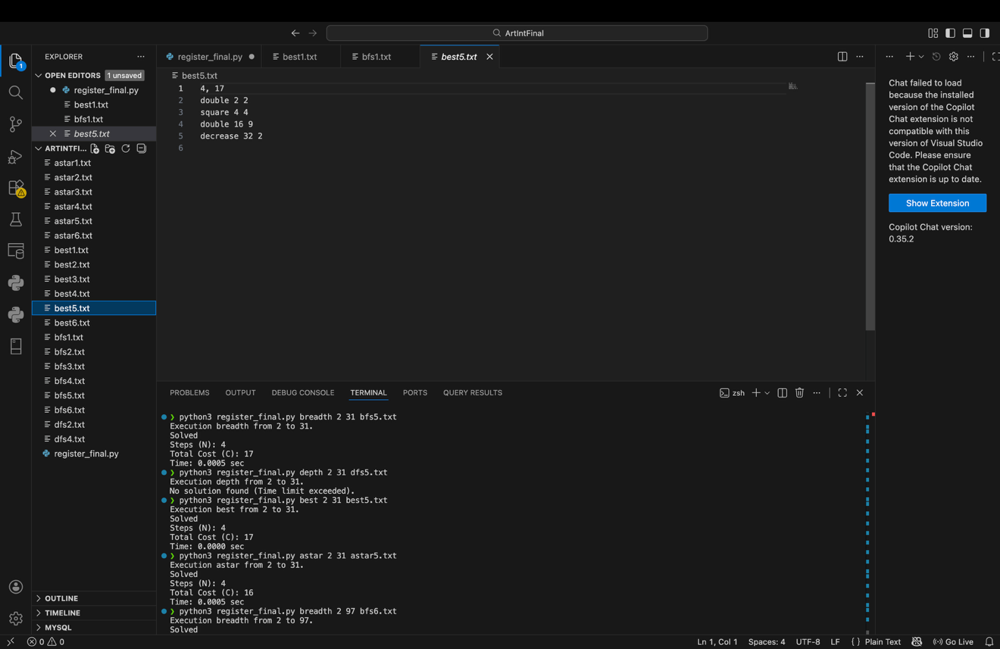 ArtIntFinal
EXPLORER
OPEN EDITORS 1 unsaved
register_final.py
best1.txt
bfs1.txt
best5.txt
ARTINTFI...
astar1.txt
astar2.txt
astar3.txt
astar4.txt
astar5.txt
astar6.txt
best1.txt
best2.txt
best3.txt
best4.txt
best5.txt
best6.txt
bfs1.txt
bfs2.txt
bfs3.txt
bfs4.txt
bfs5.txt
bfs6.txt
dfs2.txt
dfs4.txt
register_final.py
OUTLINE
TIMELINE
MYSQL
1
register_final.py best1.txt bfs1.txt best5.txt
best5.txt
1 4, 17
2 double 2 2
3 square 4 4
4 double 16 9
5 decrease 32 2
6
PROBLEMS OUTPUT DEBUG CONSOLE TERMINAL PORTS QUERY RESULTS
zsh
❯ python3 register_final.py breadth 2 31 bfs5.txt
Execution breadth from 2 to 31.
Solved
Steps (N): 4
Total Cost (C): 17
Time: 0.0005 sec
❯ python3 register_final.py depth 2 31 dfs5.txt
Execution depth from 2 to 31.
No solution found (Time limit exceeded).
❯ python3 register_final.py best 2 31 best5.txt
Execution best from 2 to 31.
Solved
Steps (N): 4
Total Cost (C): 17
Time: 0.0000 sec
❯ python3 register_final.py astar 2 31 astar5.txt
Execution astar from 2 to 31.
Solved
Steps (N): 4
Total Cost (C): 16
Time: 0.0005 sec
❯ python3 register_final.py breadth 2 97 bfs6.txt
Execution breadth from 2 to 97.
Solved
Chat failed to load
because the installed
version of the Copilot
Chat extension is not
compatible with this
version of Visual Studio
Code. Please ensure
that the Copilot Chat
extension is up to date.
Show Extension
Copilot Chat version:
0.35.2
0 0
Ln 1, Col 1 Spaces: 4 UTF-8 LF { } Plain Text Go Live